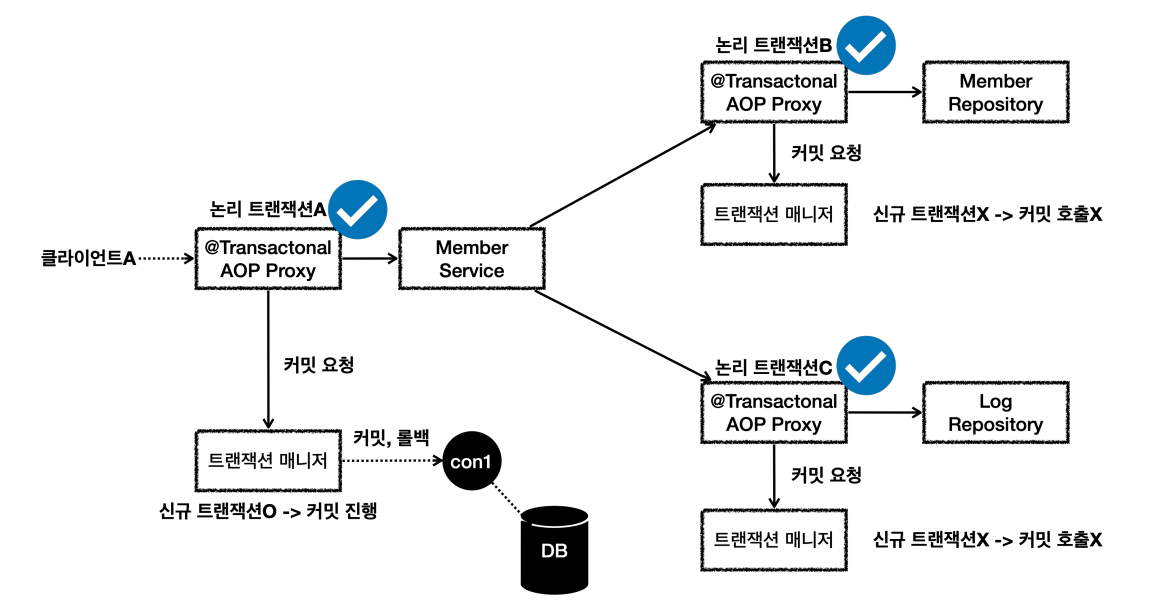 논리 트랜잭션B
@Transactonal
AOP Proxy
Member
Repository
커밋 요청
트랜잭션 매니저
신규 트랜잭션X -> 커밋 호출X
논리 트랜잭션A
클라이언트A
@Transactonal
AOP Proxy
Member
Service
커밋 요청
트랜잭션 매니저
커밋, 롤백
con1
신규 트랜잭션O -> 커밋 진행
DB
논리 트랜잭션C
@Transactonal
AOP Proxy
Log
Repository
커밋 요청
트랜잭션 매니저
신규 트랜잭션X -> 커밋 호출X